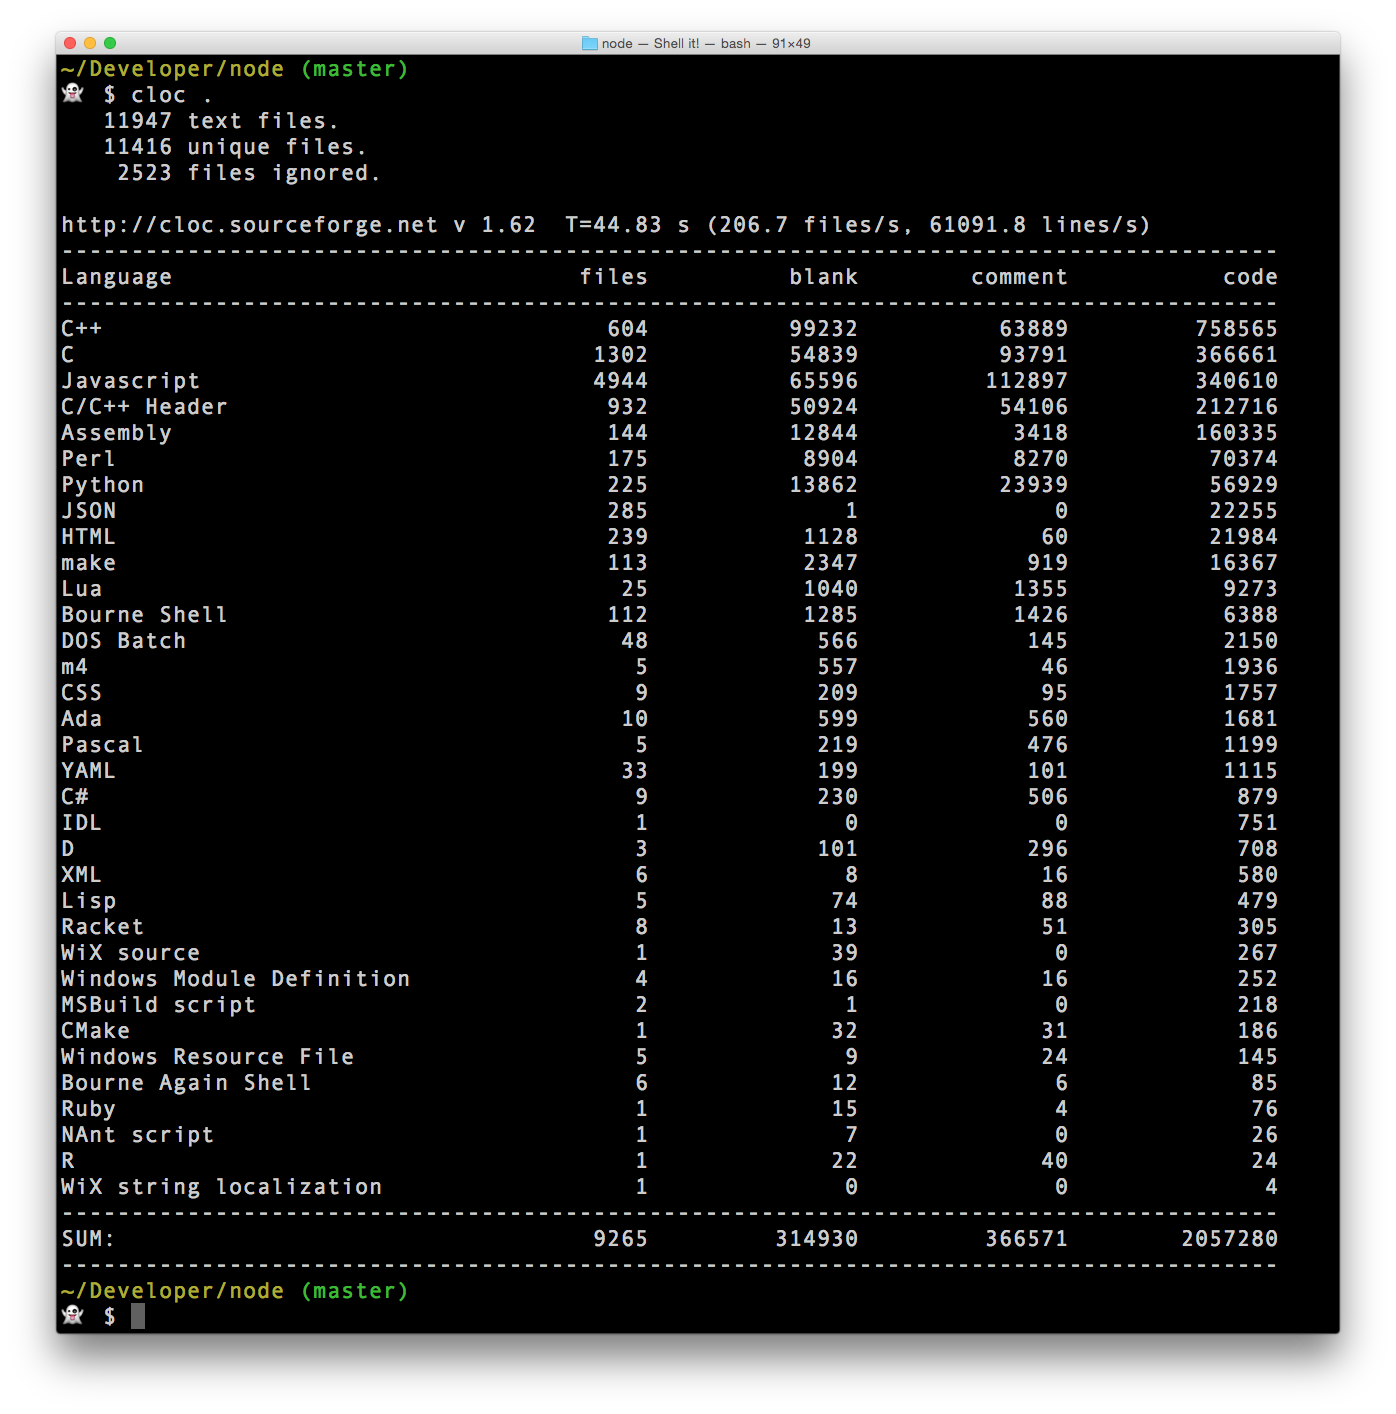 node — Shell it! — bash — 91×49
~/Developer/node (master)
👻 $ cloc .
   11947 text files.
   11416 unique files.
    2523 files ignored.
http://cloc.sourceforge.net v 1.62  T=44.83 s (206.7 files/s, 61091.8 lines/s)
---------------------------------------------------------------------------------------
Language files blank comment code
---------------------------------------------------------------------------------------
C++ 604 99232 63889 758565
C 1302 54839 93791 366661
Javascript 4944 65596 112897 340610
C/C++ Header 932 50924 54106 212716
Assembly 144 12844 3418 160335
Perl 175 8904 8270 70374
Python 225 13862 23939 56929
JSON 285 1 0 22255
HTML 239 1128 60 21984
make 113 2347 919 16367
Lua 25 1040 1355 9273
Bourne Shell 112 1285 1426 6388
DOS Batch 48 566 145 2150
m4 5 557 46 1936
CSS 9 209 95 1757
Ada 10 599 560 1681
Pascal 5 219 476 1199
YAML 33 199 101 1115
C# 9 230 506 879
IDL 1 0 0 751
D 3 101 296 708
XML 6 8 16 580
Lisp 5 74 88 479
Racket 8 13 51 305
WiX source 1 39 0 267
Windows Module Definition 4 16 16 252
MSBuild script 2 1 0 218
CMake 1 32 31 186
Windows Resource File 5 9 24 145
Bourne Again Shell 6 12 6 85
Ruby 1 15 4 76
NAnt script 1 7 0 26
R 1 22 40 24
WiX string localization 1 0 0 4
---------------------------------------------------------------------------------------
SUM: 9265 314930 366571 2057280
---------------------------------------------------------------------------------------
~/Developer/node (master)
👻 $